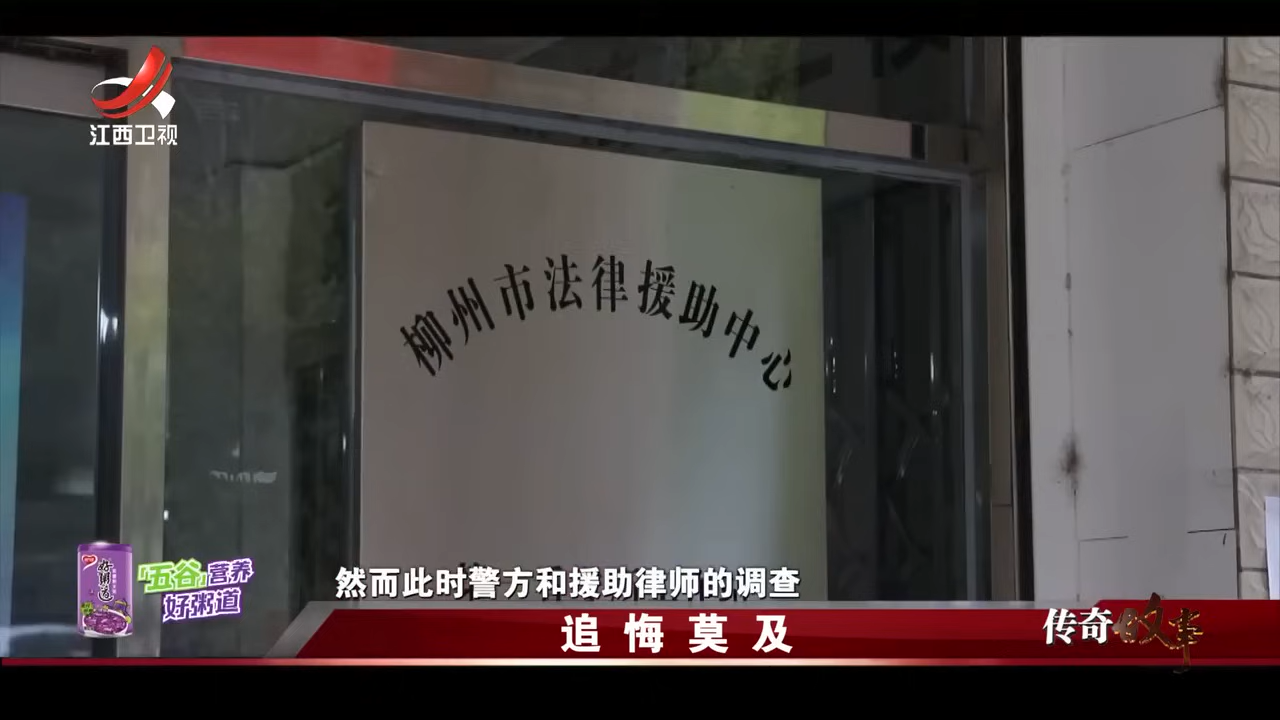 江西卫视
柳州市法律援助中心
「五谷」营养
好粥道
然而此时警方和援助律师的调查
追悔莫及
传奇故事